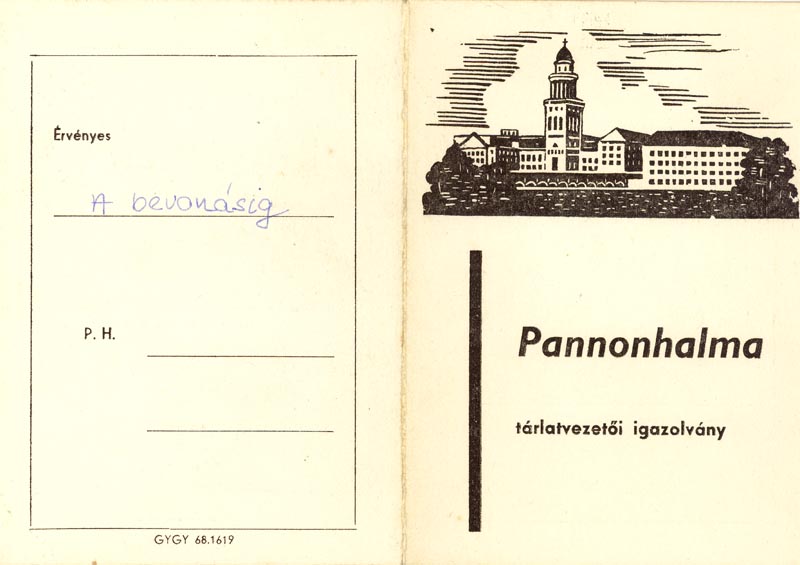 Érvényes
A bevonásig
P. H.
GYGY 68.1619
Pannonhalma
tárlatvezetői igazolvány